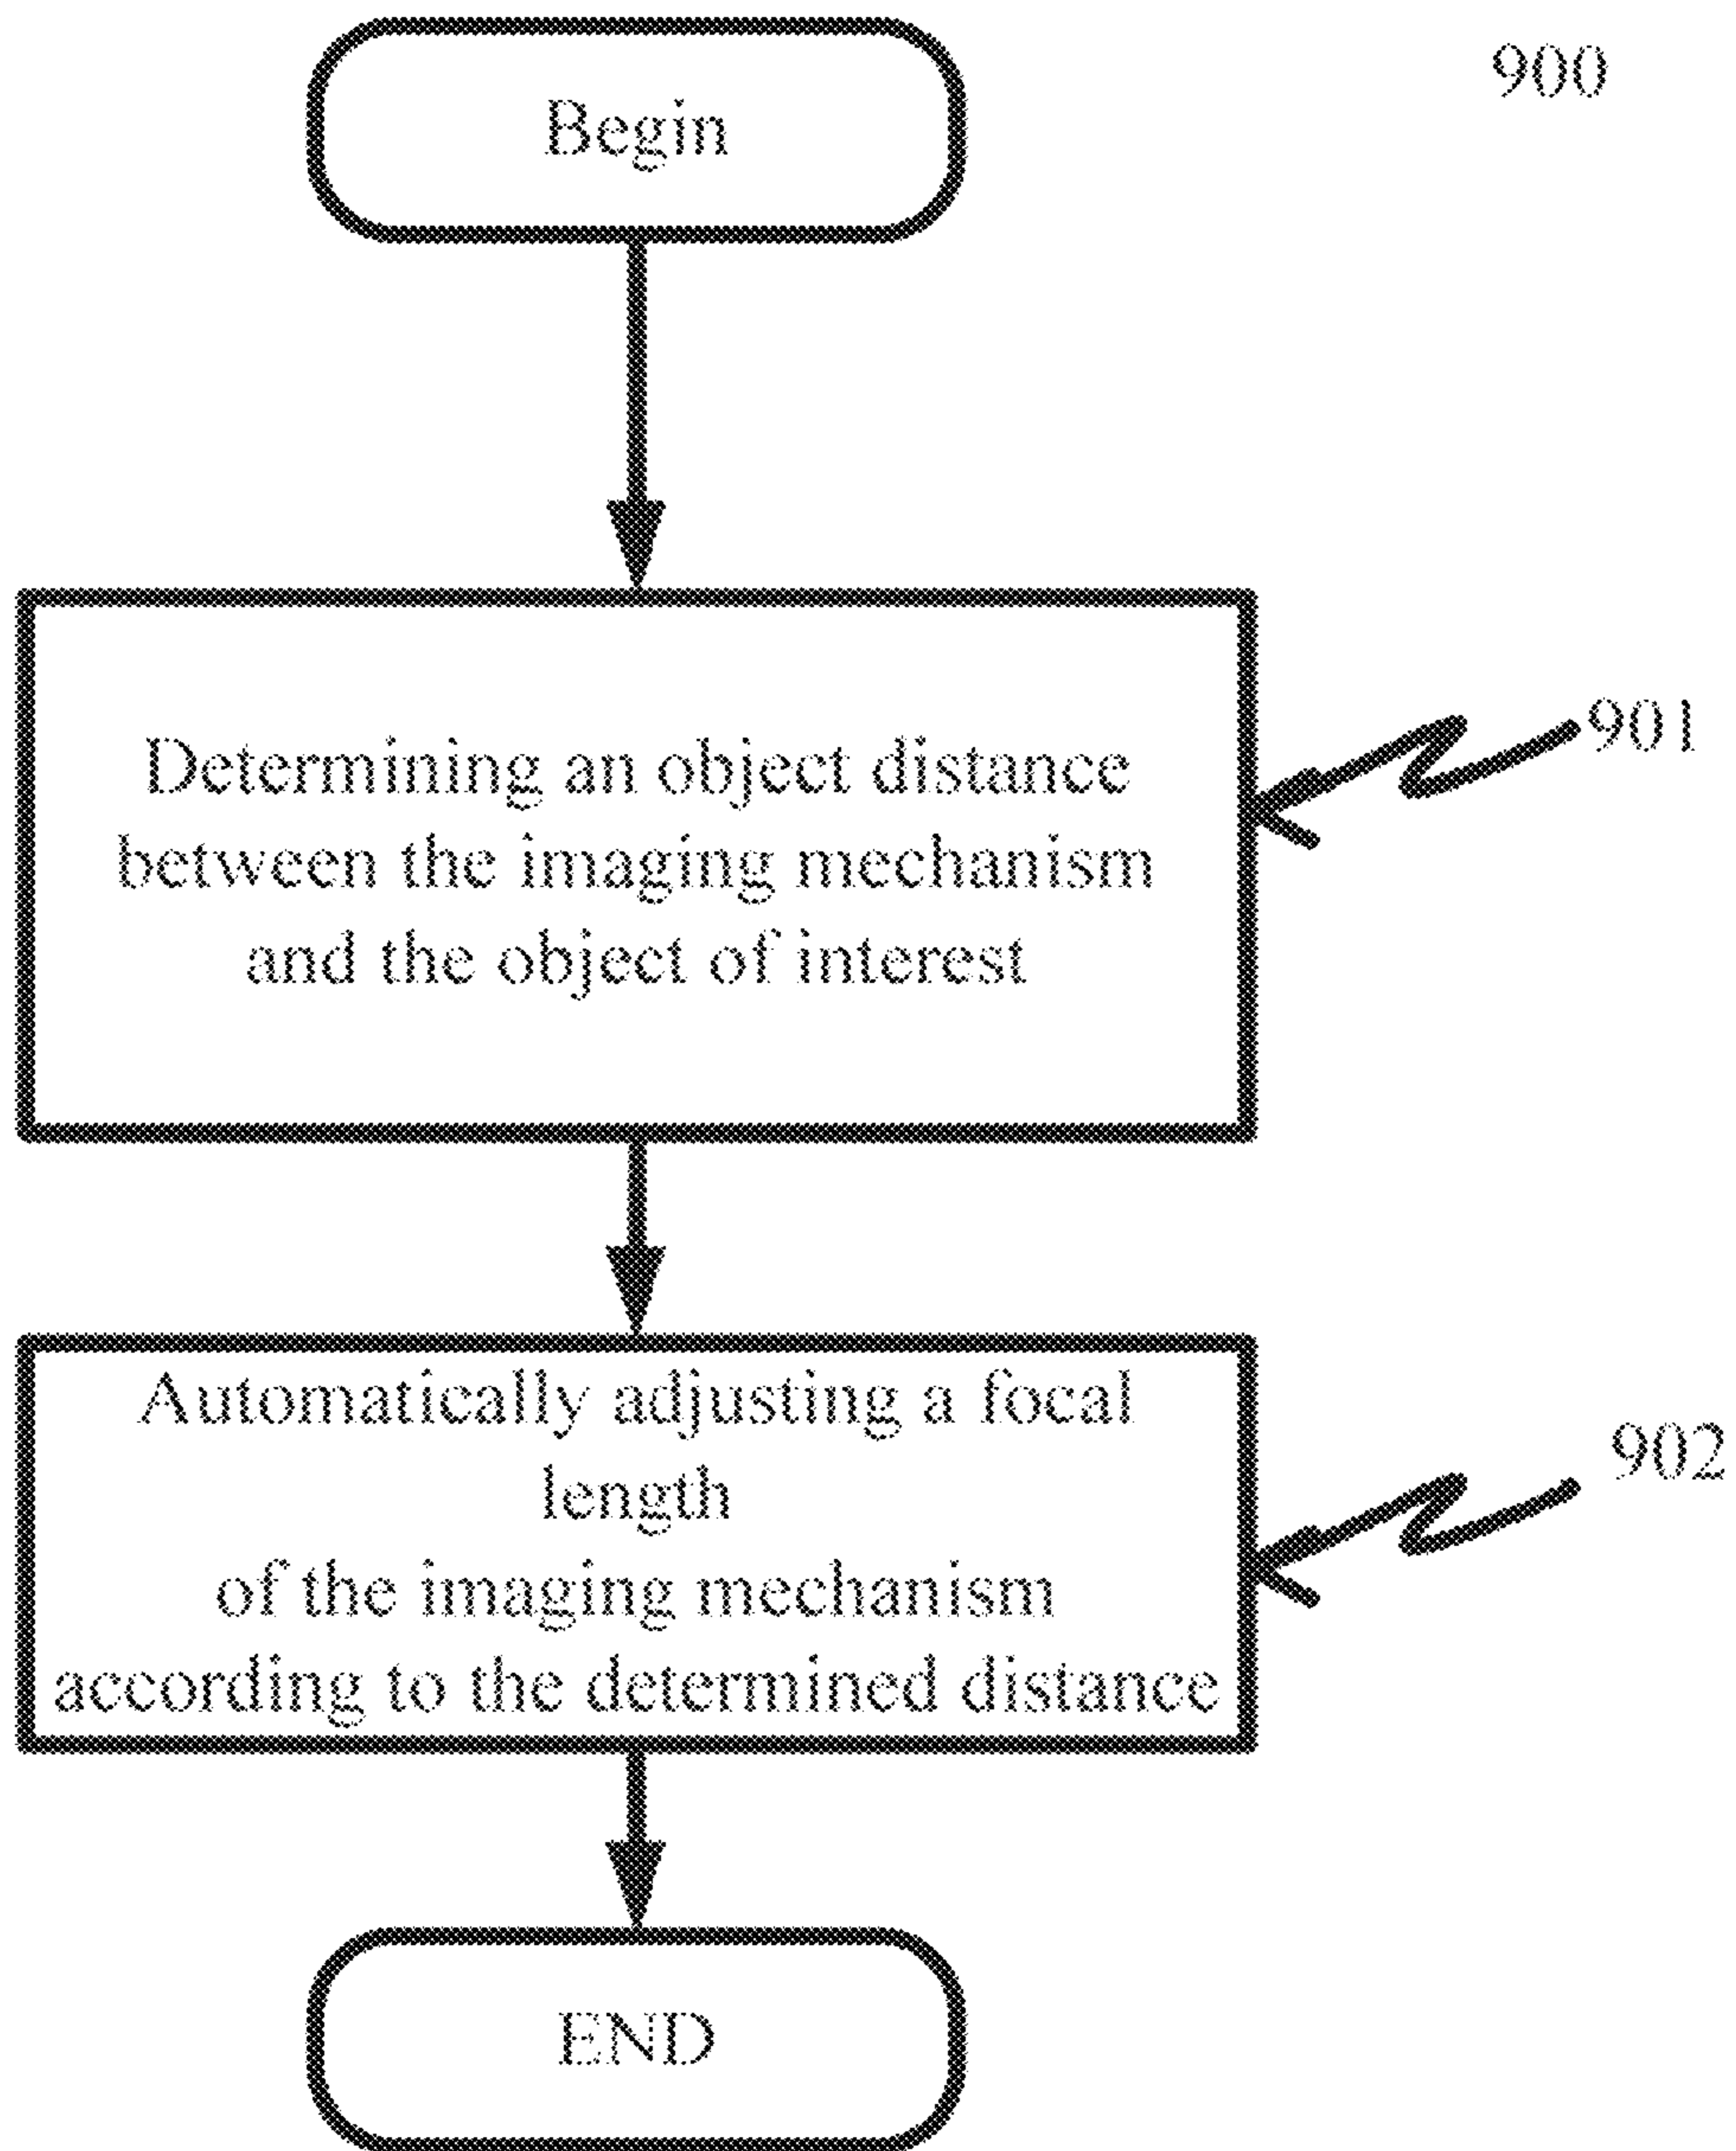 900
Begin
901
Determining an object distance
between the imaging mechanism
and the object of interest
902
Automatically adjusting a focal
length
of the imaging mechanism
according to the determined distance
END